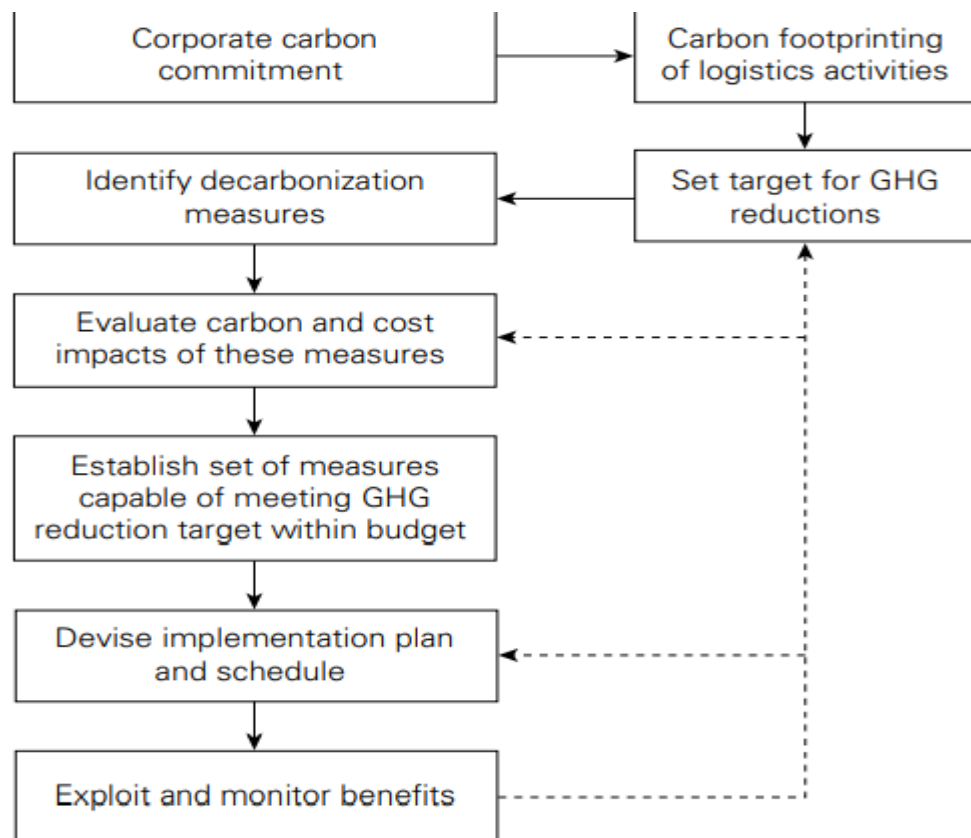 Corporate carbon
commitment
Carbon footprinting
of logistics activities
Identify decarbonization
measures
Set target for GHG
reductions
Evaluate carbon and cost
impacts of these measures
Establish set of measures
capable of meeting GHG
reduction target within budget
Devise implementation plan
and schedule
Exploit and monitor benefits